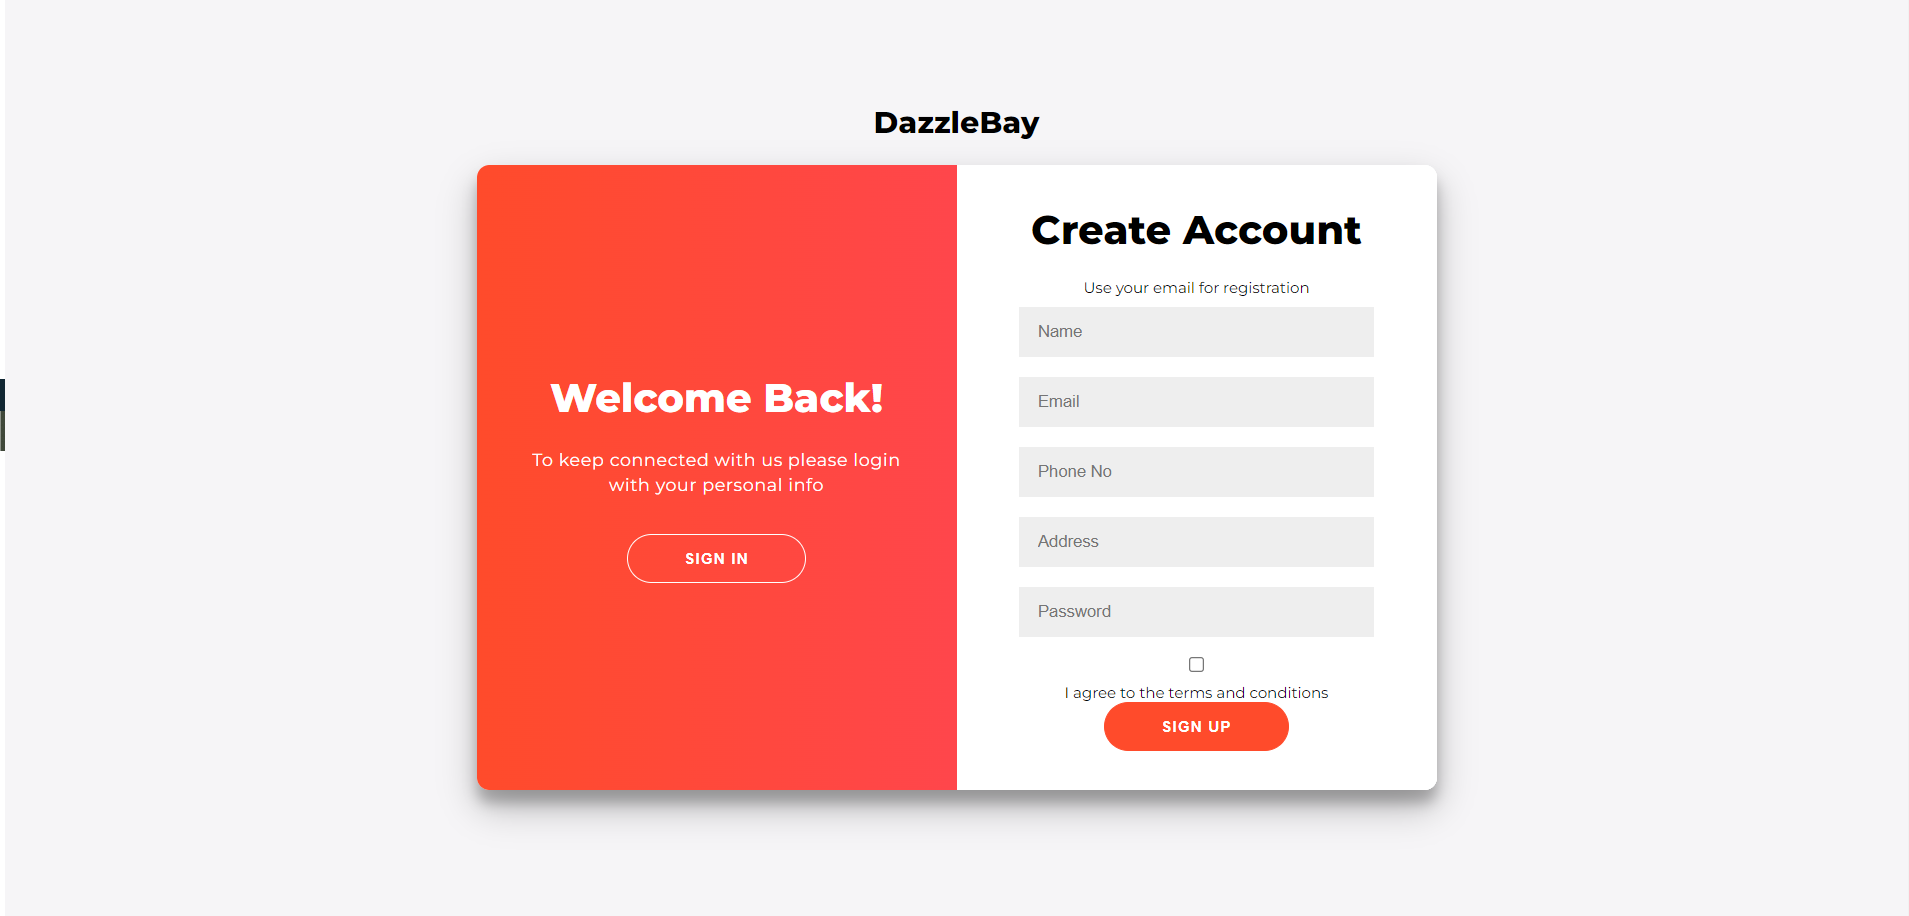 DazzleBay
Welcome Back!
To keep connected with us please login
with your personal info
SIGN IN
Create Account
Use your email for registration
Name
Email
Phone No
Address
Password
I agree to the terms and conditions
SIGN UP